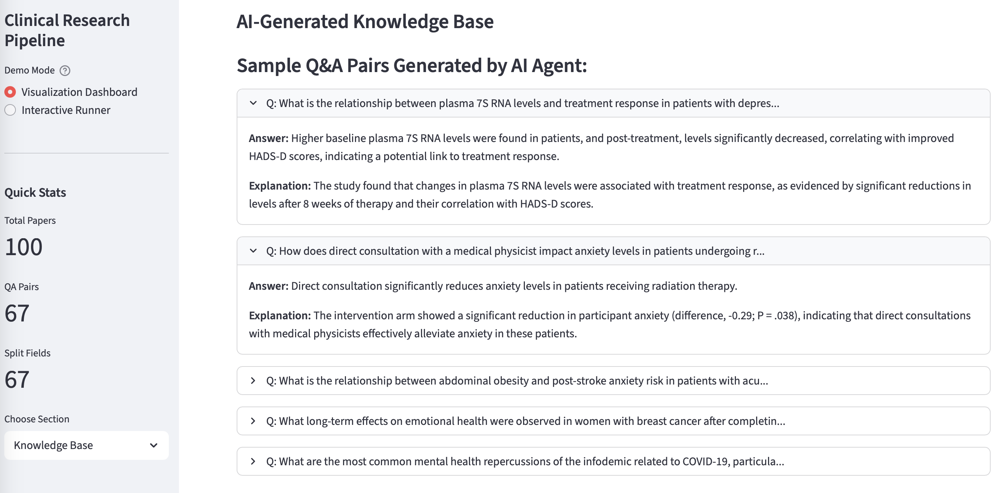 Clinical Research
Pipeline
Demo Mode ?
Visualization Dashboard
Interactive Runner
Quick Stats
Total Papers
100
QA Pairs
67
Split Fields
67
Choose Section
Knowledge Base
AI-Generated Knowledge Base
Sample Q&A Pairs Generated by AI Agent:
Q: What is the relationship between plasma 7S RNA levels and treatment response in patients with depres...
Answer: Higher baseline plasma 7S RNA levels were found in patients, and post-treatment, levels significantly decreased, correlating with improved
HADS-D scores, indicating a potential link to treatment response.
Explanation: The study found that changes in plasma 7S RNA levels were associated with treatment response, as evidenced by significant reductions in
levels after 8 weeks of therapy and their correlation with HADS-D scores.
Q: How does direct consultation with a medical physicist impact anxiety levels in patients undergoing r...
Answer: Direct consultation significantly reduces anxiety levels in patients receiving radiation therapy.
Explanation: The intervention arm showed a significant reduction in participant anxiety (difference, -0.29; P = .038), indicating that direct consultations
with medical physicists effectively alleviate anxiety in these patients.
Q: What is the relationship between abdominal obesity and post-stroke anxiety risk in patients with acu...
Q: What long-term effects on emotional health were observed in women with breast cancer after completin...
Q: What are the most common mental health repercussions of the infodemic related to COVID-19, particula...